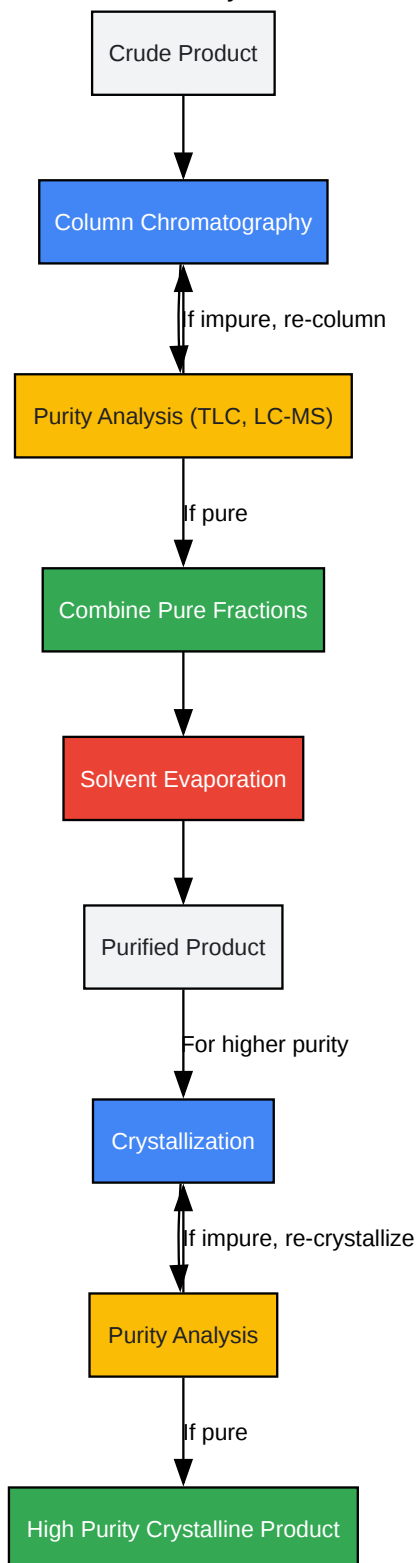 Crude Product
Column Chromatography
If impure, re-column
Purity Analysis (TLC, LC-MS)
If pure
Combine Pure Fractions
Solvent Evaporation
Purified Product
For higher purity
Crystallization
If impure, re-crystallize
Purity Analysis
If pure
High Purity Crystalline Product